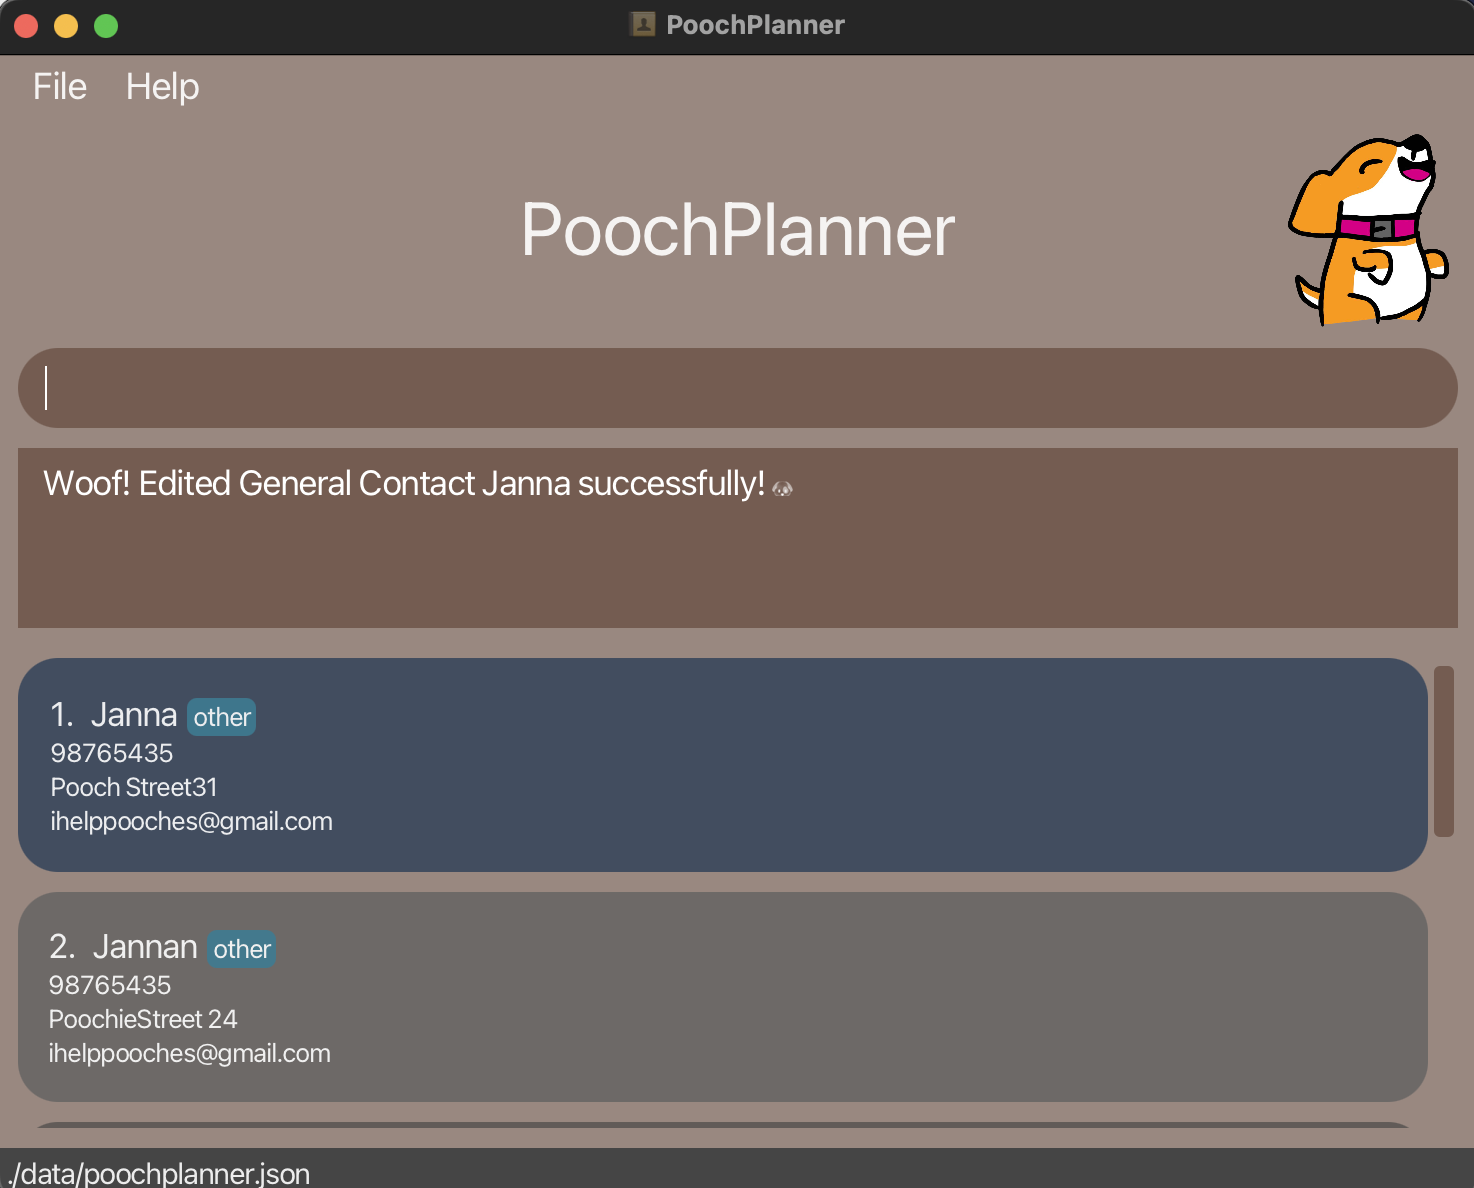 PoochPlanner
File Help
PoochPlanner
Woof! Edited General Contact Janna successfully!
1. Janna other
98765435
Pooch Street31
ihelppooches@gmail.com
2. Jannan other
98765435
PoochieStreet 24
ihelppooches@gmail.com
./data/poochplanner.json